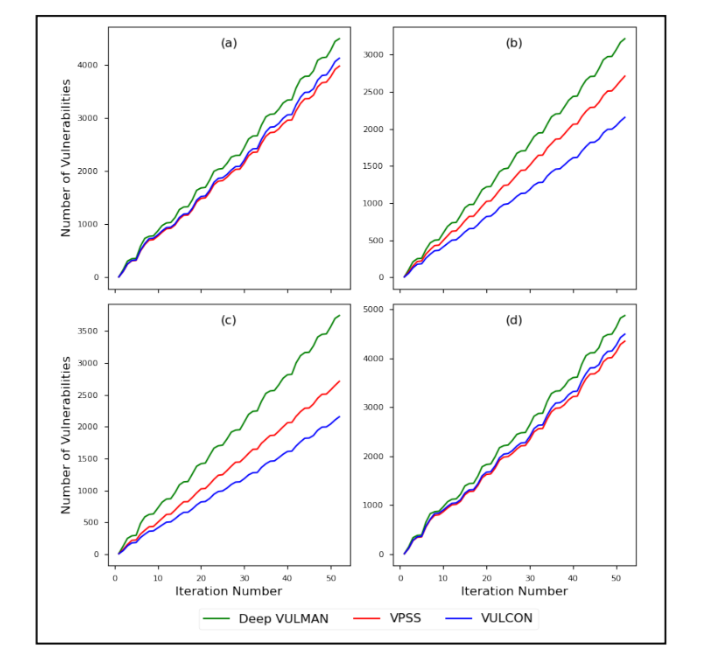 (a)
(b)
Number of Vulnerabilities
4000
3000
2000
1000
0
3000
2500
2000
1500
1000
500
0
(c)
(d)
Number of Vulnerabilities
3500
3000
2500
2000
1500
1000
500
0
5000
4000
3000
2000
1000
0
0 10 20 30 40 50
0 10 20 30 40 50
Iteration Number
Iteration Number
Deep VULMAN VPSS VULCON